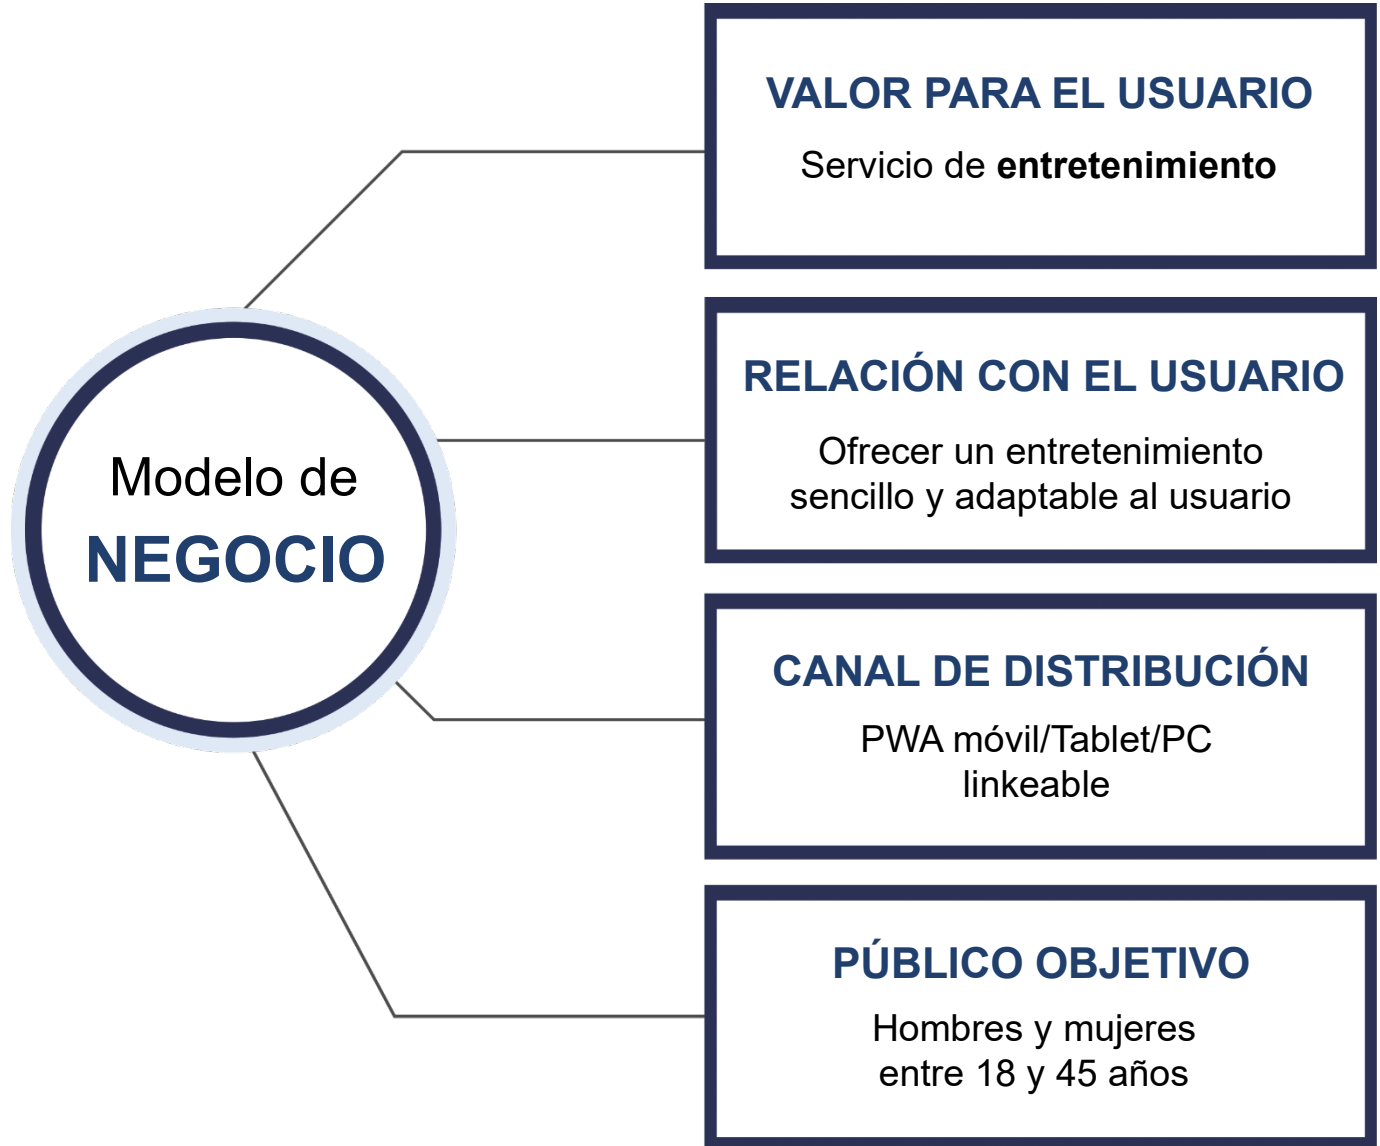 Modelo de
NEGOCIO
VALOR PARA EL USUARIO
Servicio de entretenimiento
RELACIÓN CON EL USUARIO
Ofrecer un entretenimiento
sencillo y adaptable al usuario
CANAL DE DISTRIBUCIÓN
PWA móvil/Tablet/PC
linkeable
PÚBLICO OBJETIVO
Hombres y mujeres
entre 18 y 45 años